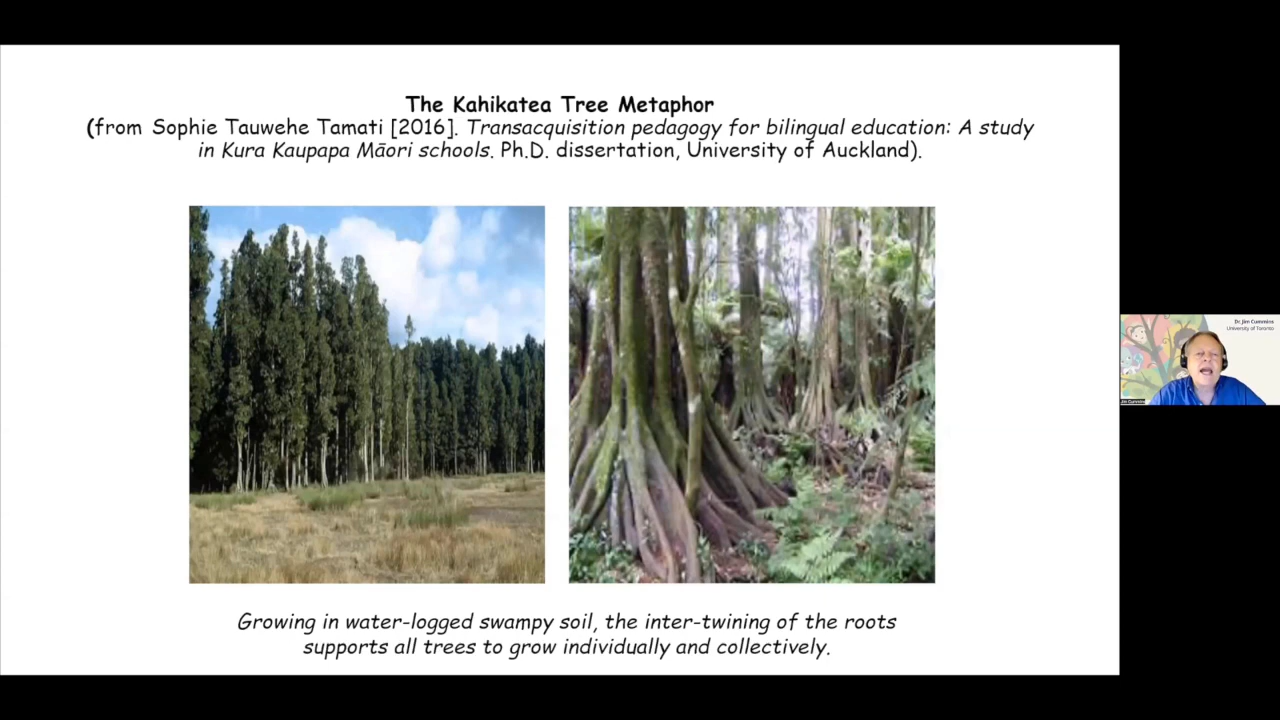 The Kahikatea Tree Metaphor
(from Sophie Tauwehe Tamati [2016]. Transacquisition pedagogy for bilingual education: A study
in Kura Kaupapa Māori schools. Ph.D. dissertation, University of Auckland).
Growing in water-logged swampy soil, the inter-twining of the roots
supports all trees to grow individually and collectively.
Dr. Jim Cummins
University of Toronto
Jim Cummins